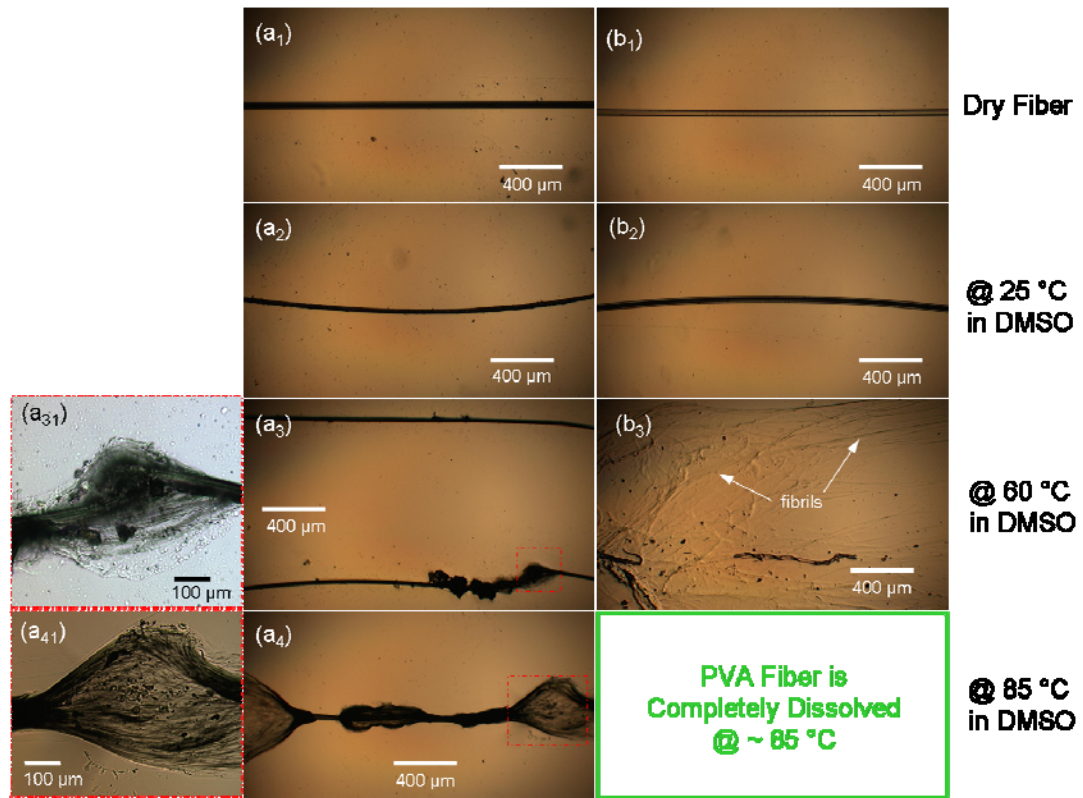 (a1)
400 µm
(b1)
400 µm
Dry Fiber
(a2)
400 µm
(b2)
400 µm
@ 25 °C
in DMSO
(a31)
100 µm
(a3)
400 µm
(b3)
fibrils
400 µm
@ 60 °C
in DMSO
(a41)
100 µm
(a4)
400 µm
PVA Fiber is
Completely Dissolved
@ ~ 85 °C
@ 85 °C
in DMSO